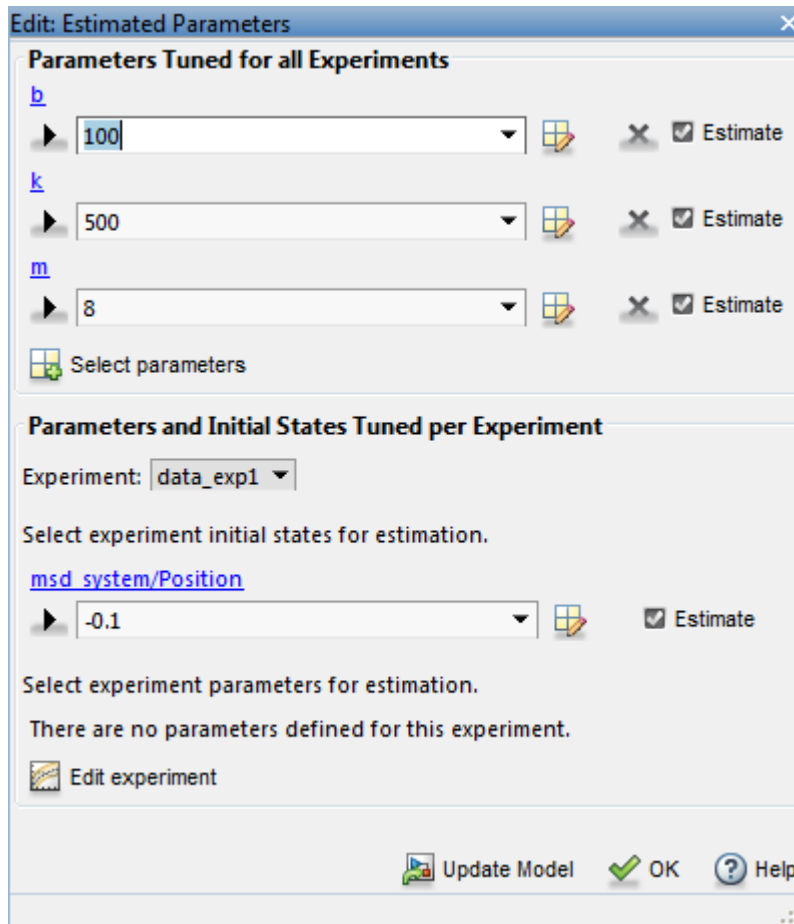 Edit: Estimated Parameters
Parameters Tuned for all Experiments
b
100 Estimate
k
500 Estimate
m
8 Estimate
Select parameters
Parameters and Initial States Tuned per Experiment
Experiment: data_exp1
Select experiment initial states for estimation.
msd_system/Position
-0.1 Estimate
Select experiment parameters for estimation.
There are no parameters defined for this experiment.
Edit experiment
Update Model OK Help